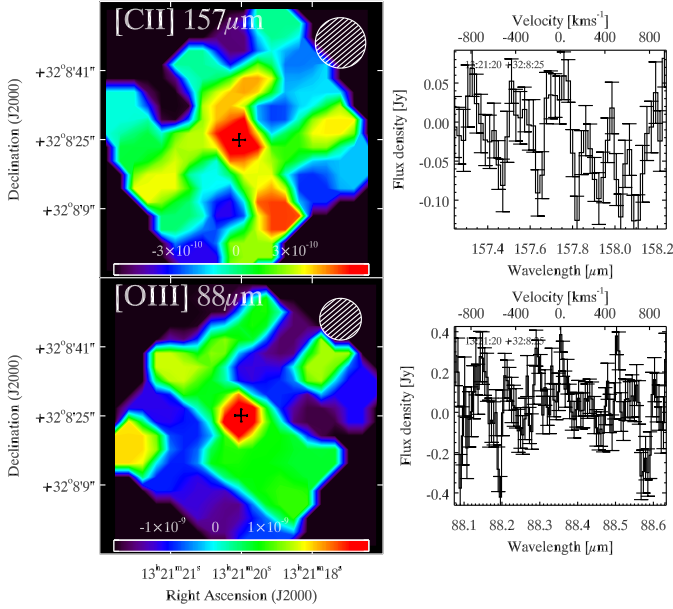 [CII] 157μm
Declination (J2000)
+32°8'41"
+32°8'25"
+32°8'9"
-3×10⁻¹⁰ 0 3×10⁻¹⁰
Velocity [kms⁻¹]
-800 -400 0 400 800
13:21:20 +32:8:25
Flux density [Jy]
0.05
0.00
-0.05
-0.10
157.4 157.6 157.8 158.0 158.2
Wavelength [μm]
[OIII] 88μm
Declination (J2000)
+32°8'41"
+32°8'25"
+32°8'9"
-1×10⁻⁹ 0 1×10⁻⁹
13ʰ21ᵐ21ˢ 13ʰ21ᵐ20ˢ 13ʰ21ᵐ18ˢ
Right Ascension (J2000)
Velocity [kms⁻¹]
-800 -400 0 400 800
13:21:20 +32:8:25
Flux density [Jy]
0.4
0.2
0.0
-0.2
-0.4
88.1 88.2 88.3 88.4 88.5 88.6
Wavelength [μm]